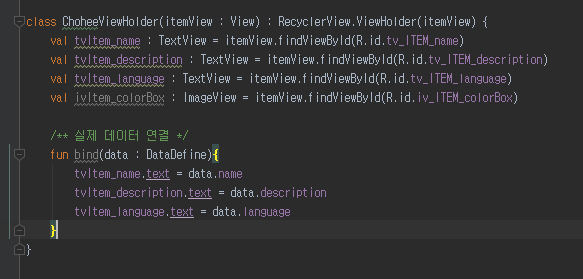 class ChoheeViewHolder(itemView : View) : RecyclerView.ViewHolder(itemView) {
val tvItem_name : TextView = itemView.findViewById(R.id.tv_ITEM_name)
val tvItem_description : TextView = itemView.findViewById(R.id.tv_ITEM_description)
val tvItem_language : TextView = itemView.findViewById(R.id.tv_ITEM_language)
val ivItem_colorBox : ImageView = itemView.findViewById(R.id.iv_ITEM_colorBox)
/** 실제 데이터 연결 */
fun bind(data : DataDefine){
tvItem_name.text = data.name
tvItem_description.text = data.description
tvItem_language.text = data.language
}
}